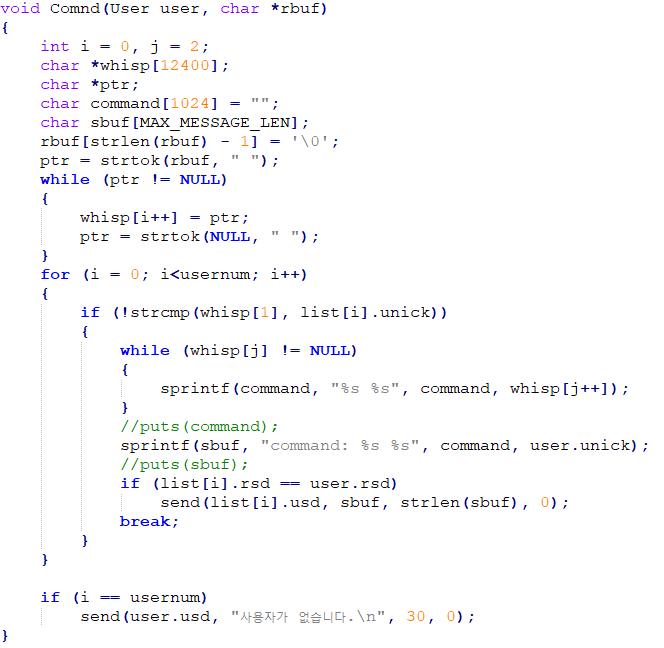 void Comnd(User user, char *rbuf)
{
    int i = 0, j = 2;
    char *whisp[12400];
    char *ptr;
    char command[1024] = "";
    char sbuf[MAX_MESSAGE_LEN];
    rbuf[strlen(rbuf) - 1] = '\0';
    ptr = strtok(rbuf, " ");
    while (ptr != NULL)
    {
        whisp[i++] = ptr;
        ptr = strtok(NULL, " ");
    }
    for (i = 0; i<usernum; i++)
    {
        if (!strcmp(whisp[1], list[i].unick))
        {
            while (whisp[j] != NULL)
            {
                sprintf(command, "%s %s", command, whisp[j++]);
            }
            //puts(command);
            sprintf(sbuf, "command: %s %s", command, user.unick);
            //puts(sbuf);
            if (list[i].rsd == user.rsd)
                send(list[i].usd, sbuf, strlen(sbuf), 0);
            break;
        }
    }

    if (i == usernum)
        send(user.usd, "사용자가 없습니다.\n", 30, 0);
}